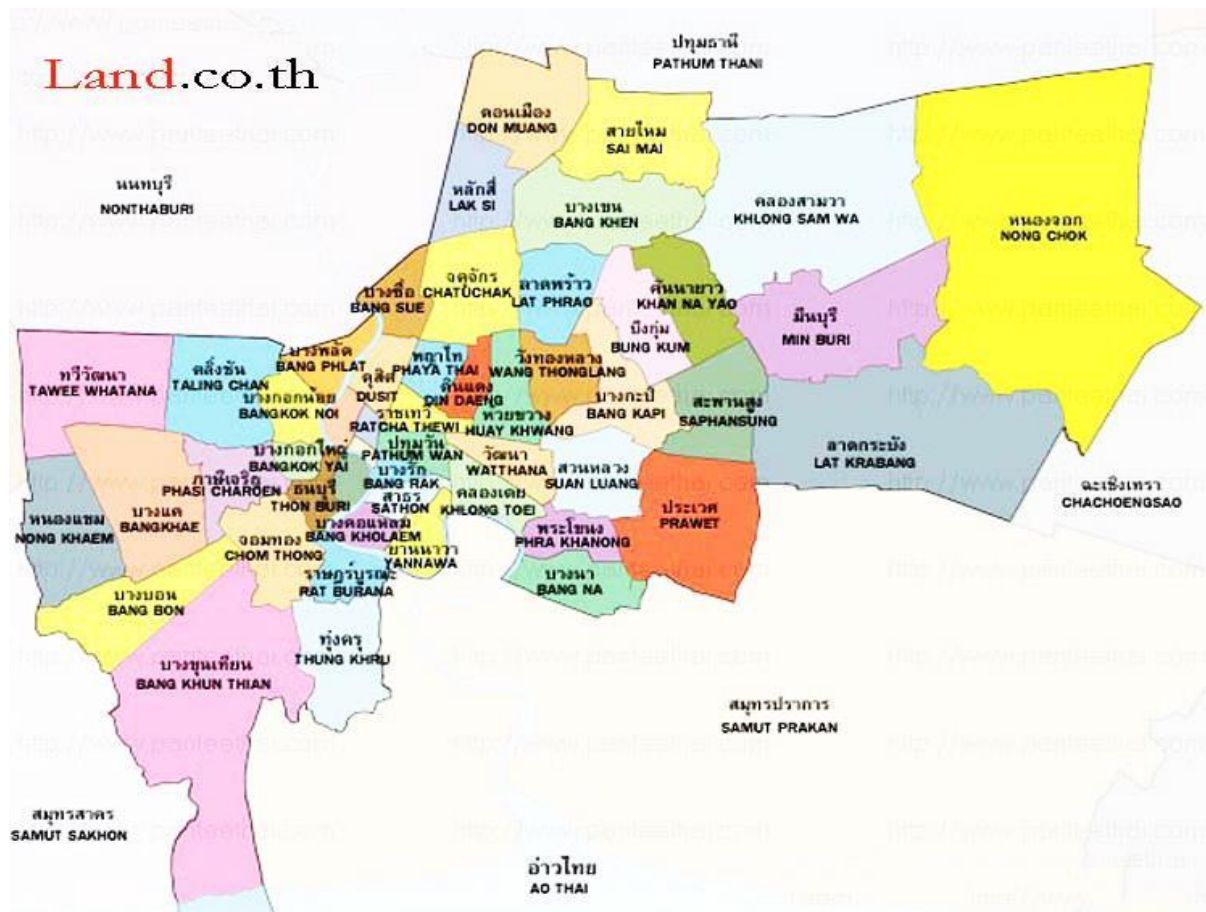 Land.co.th
ปทุมธานี
PATHUM THANI
ดอนเมือง
DON MUANG
สายไหม
SAI MAI
นนทบุรี
NONTHABURI
หลักสี่
LAK SI
บางเขน
BANG KHEN
คลองสามวา
KHLONG SAM WA
หนองจอก
NONG CHOK
บางซื่อ
BANG SUE
จตุจักร
CHATUCHAK
ลาดพร้าว
LAT PHRAO
คันนายาว
KHAN NA YAO
บึงกุ่ม
BUNG KUM
มีนบุรี
MIN BURI
ทวีวัฒนา
TAWEE WHATANA
ตลิ่งชัน
TALING CHAN
บางพลัด
BANG PHLAT
ดุสิต
DUSIT
พญาไท
PHAYA THAI
ดินแดง
DIN DAENG
วังทองหลาง
WANG THONGLANG
บางกะปิ
BANG KAPI
สะพานสูง
SAPHANSUNG
บางกอกน้อย
BANGKOK NOI
ราชเทวี
RATCHA THEWI
ห้วยขวาง
HUAY KHWANG
ลาดกระบัง
LAT KRABANG
บางกอกใหญ่
BANGKOK YAI
ปทุมวัน
PATHUM WAN
วัฒนา
WATTHANA
สวนหลวง
SUAN LUANG
ภาษีเจริญ
PHASI CHAROEN
ธนบุรี
THON BURI
บางรัก
BANG RAK
สาธร
SATHON
คลองเตย
KHLONG TOEI
ประเวศ
PRAWET
ฉะเชิงเทรา
CHACHOENGSAO
หนองแขม
NONG KHAEM
บางแค
BANGKHAE
จอมทอง
CHOM THONG
บางคอแหลม
BANG KHOLAEM
ยานนาวา
YANNAWA
พระโขนง
PHRA KHANONG
บางนา
BANG NA
บางบอน
BANG BON
ราษฎร์บูรณะ
RAT BURANA
ทุ่งครุ
THUNG KHRU
บางขุนเทียน
BANG KHUN THIAN
สมุทรปราการ
SAMUT PRAKAN
สมุทรสาคร
SAMUT SAKHON
อ่าวไทย
AO THAI